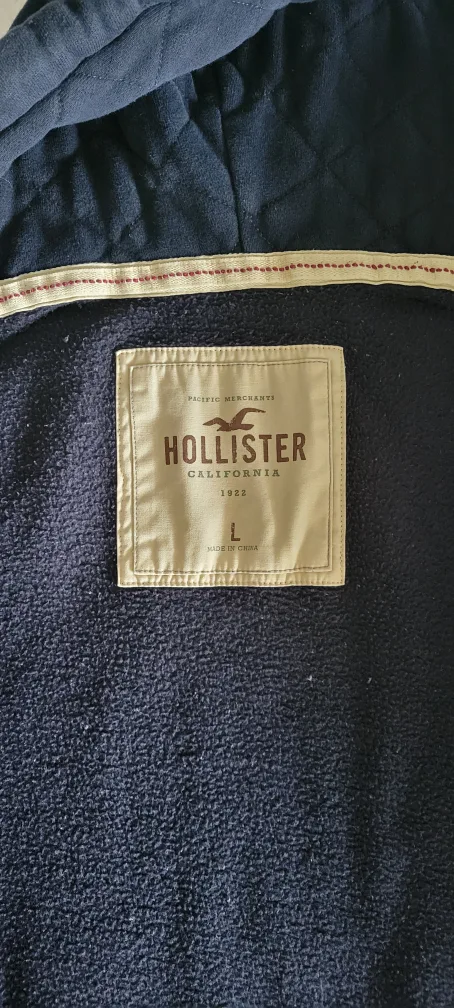 PACIFIC MERCHANTS
HOLLISTER
CALIFORNIA
1922
L
MADE IN CHINA